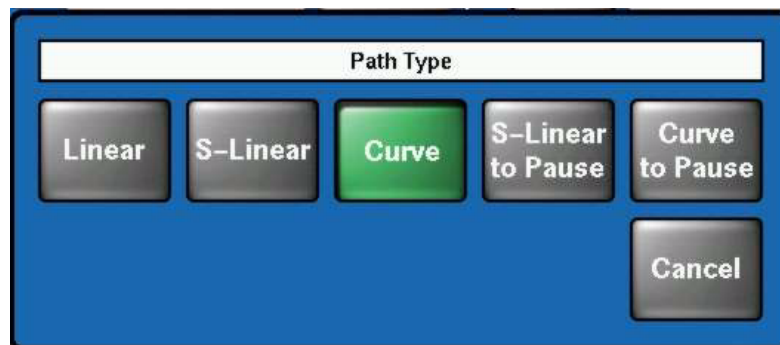 Path Type
Linear
S-Linear
Curve
S-Linear
to Pause
Curve
to Pause
Cancel